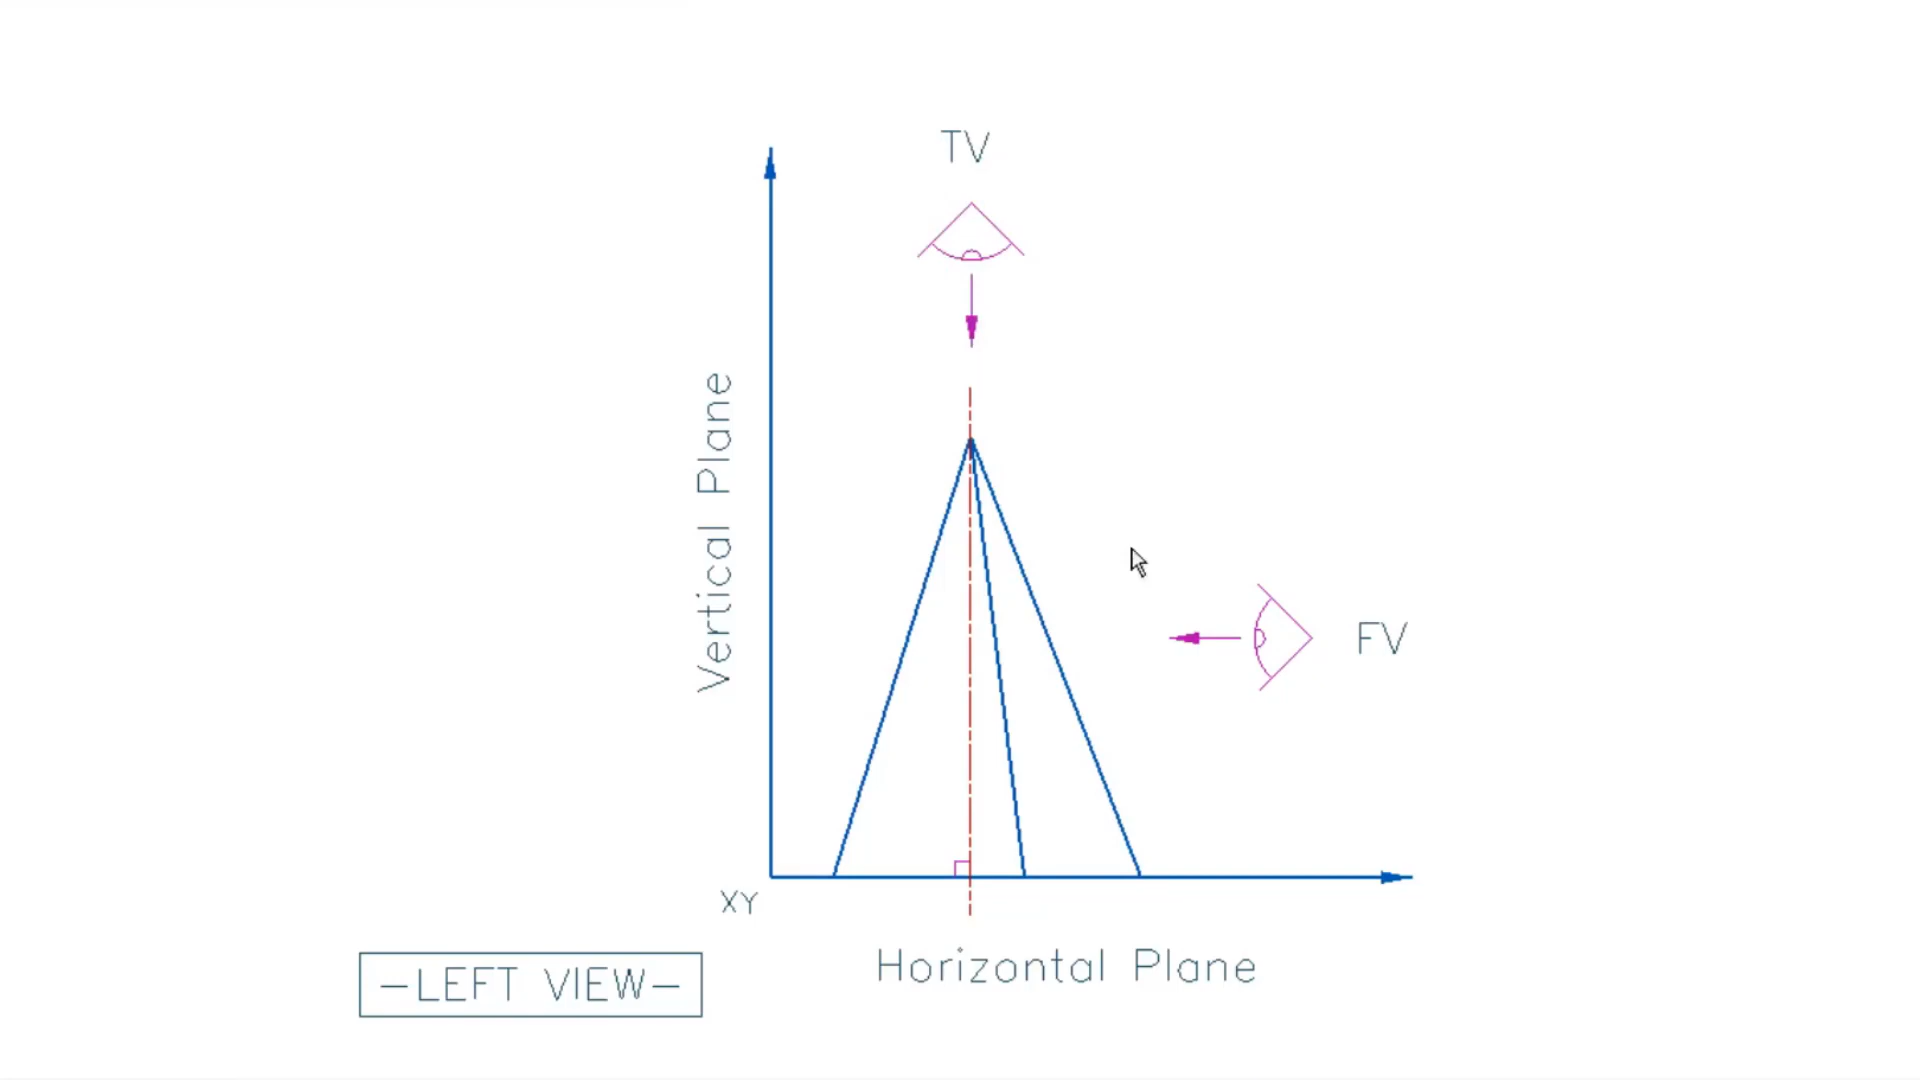 TV
Vertical Plane
FV
XY
Horizontal Plane
-LEFT VIEW-